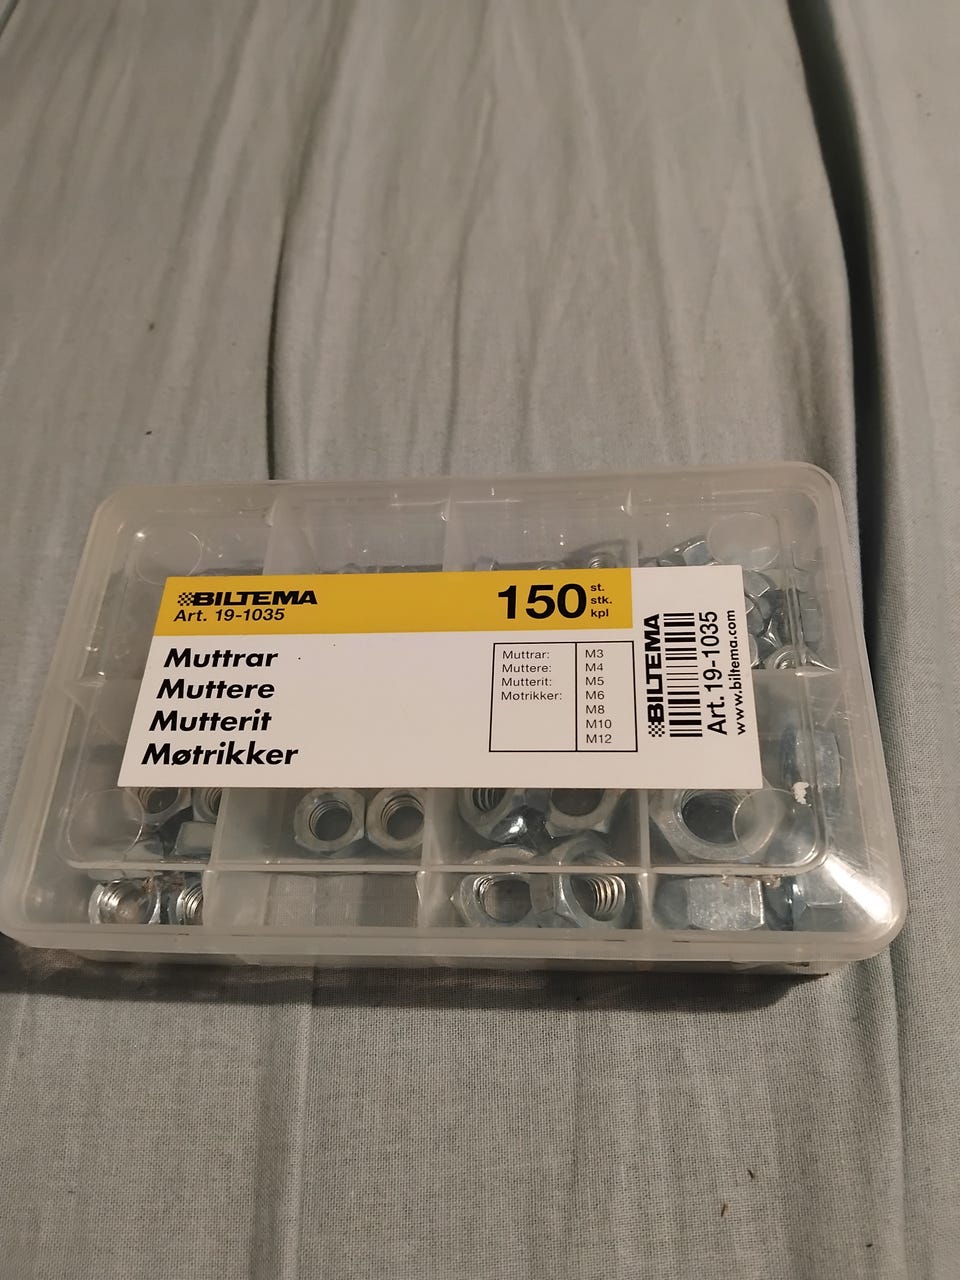 BILTEMA
Art. 19-1035
150 st.
stk.
kpl
Muttrar
Muttere
Mutterit
Møtrikker
Muttrar: M3
Muttere: M4
Mutterit: M5
Møtrikker: M6
M8
M10
M12
BILTEMA
Art. 19-1035
www.biltema.com